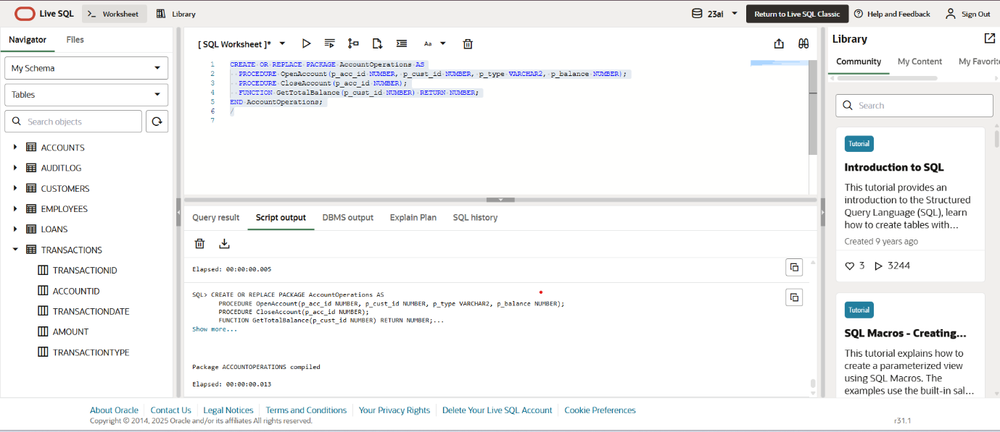 Live SQL
Worksheet
Library
23ai
Return to Live SQL Classic
Help and Feedback
Sign Out
Navigator
Files
My Schema
Tables
Search objects
ACCOUNTS
AUDITLOG
CUSTOMERS
EMPLOYEES
LOANS
TRANSACTIONS
TRANSACTIONID
ACCOUNTID
TRANSACTIONDATE
AMOUNT
TRANSACTIONTYPE
[ SQL Worksheet ]*
Aa
1 CREATE OR REPLACE PACKAGE AccountOperations AS
2 PROCEDURE OpenAccount(p_acc_id NUMBER, p_cust_id NUMBER, p_type VARCHAR2, p_balance NUMBER);
3 PROCEDURE CloseAccount(p_acc_id NUMBER);
4 FUNCTION GetTotalBalance(p_cust_id NUMBER) RETURN NUMBER;
5 END AccountOperations;
6 /
7
Query result
Script output
DBMS output
Explain Plan
SQL history
Elapsed: 00:00:00.005
SQL> CREATE OR REPLACE PACKAGE AccountOperations AS
PROCEDURE OpenAccount(p_acc_id NUMBER, p_cust_id NUMBER, p_type VARCHAR2, p_balance NUMBER);
PROCEDURE CloseAccount(p_acc_id NUMBER);
FUNCTION GetTotalBalance(p_cust_id NUMBER) RETURN NUMBER;...
Show more...
Package ACCOUNTOPERATIONS compiled
Elapsed: 00:00:00.013
Library
Community
My Content
My Favorit
Search
Tutorial
Introduction to SQL
This tutorial provides an
introduction to the Structured
Query Language (SQL), learn
how to create tables with...
Created 9 years ago
3
3244
Tutorial
SQL Macros - Creating...
This tutorial explains how to
create a parameterized view
using SQL Macros. The
examples use the built-in sal...
About Oracle
Contact Us
Legal Notices
Terms and Conditions
Your Privacy Rights
Delete Your Live SQL Account
Cookie Preferences
Copyright © 2014, 2025 Oracle and/or its affiliates All rights reserved.
r31.1